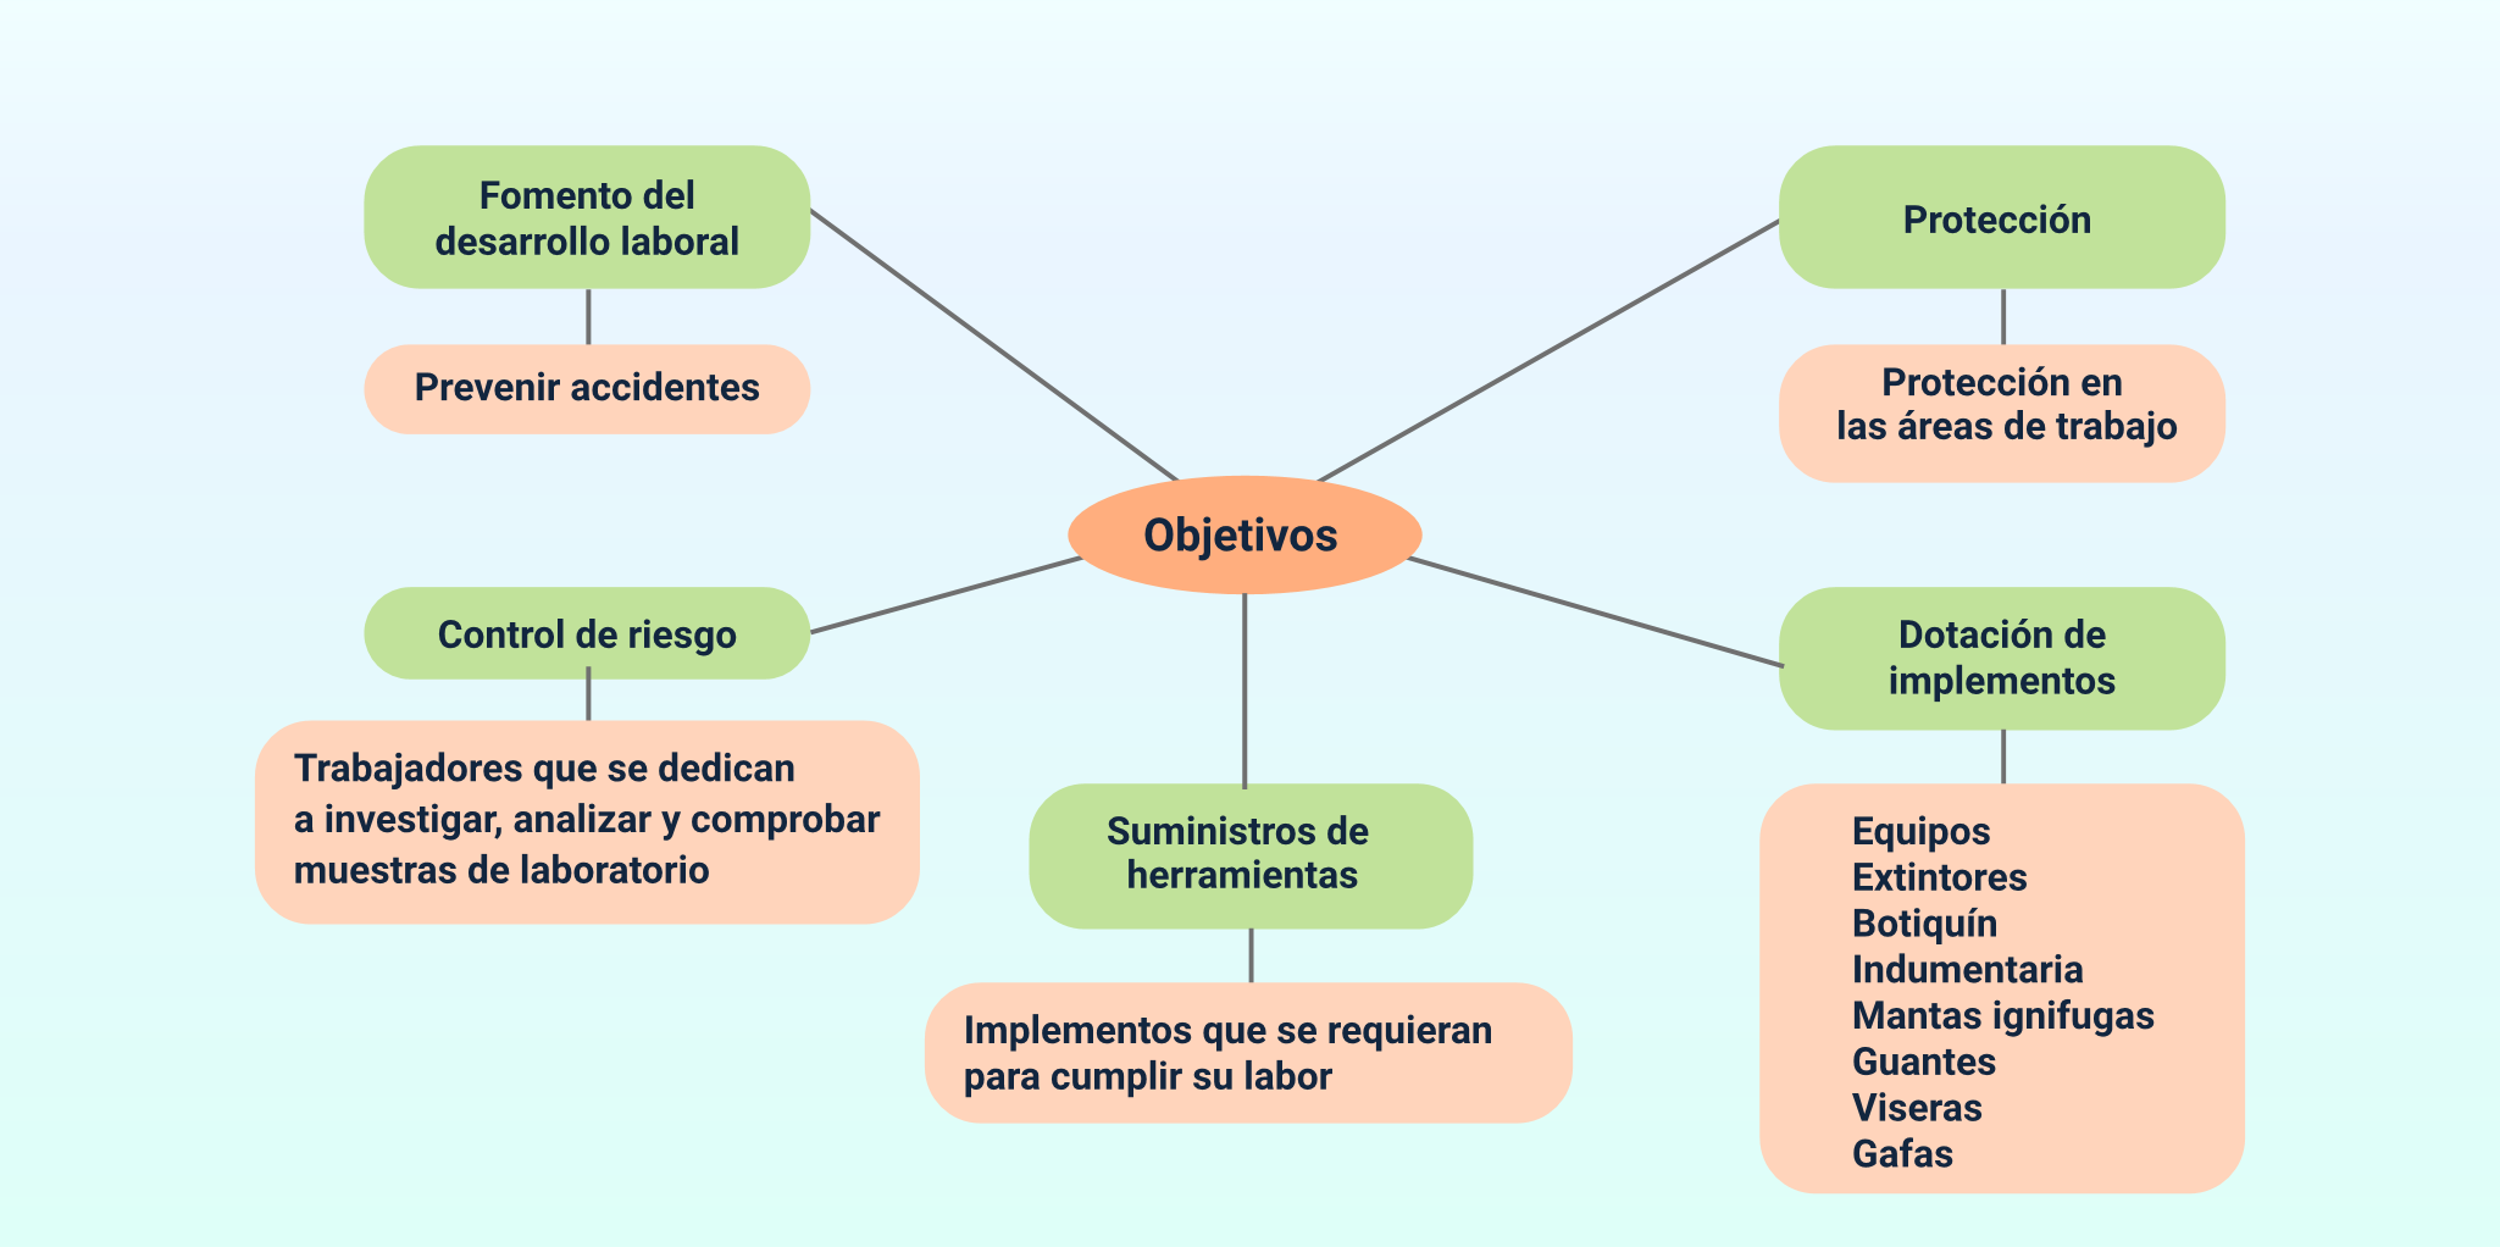 Fomento del
desarrollo laboral
Prevenir accidentes
Protección
Protección en
las áreas de trabajo
Objetivos
Control de riesgo
Trabajadores que se dedican
a investigar, analizar y comprobar
muestras de laboratorio
Suministros de
herramientas
Implementos que se requieran
para cumplir su labor
Dotación de
implementos
Equipos
Extintores
Botiquín
Indumentaria
Mantas ignifugas
Guantes
Viseras
Gafas